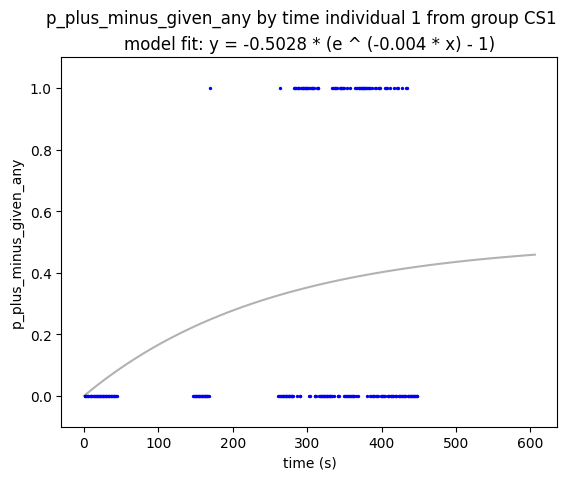 p_plus_minus_given_any by time individual 1 from group CS1
model fit: y = -0.5028 * (e ^ (-0.004 * x) - 1)
p_plus_minus_given_any
1.0
0.8
0.6
0.4
0.2
0.0
0 100 200 300 400 500 600
time (s)